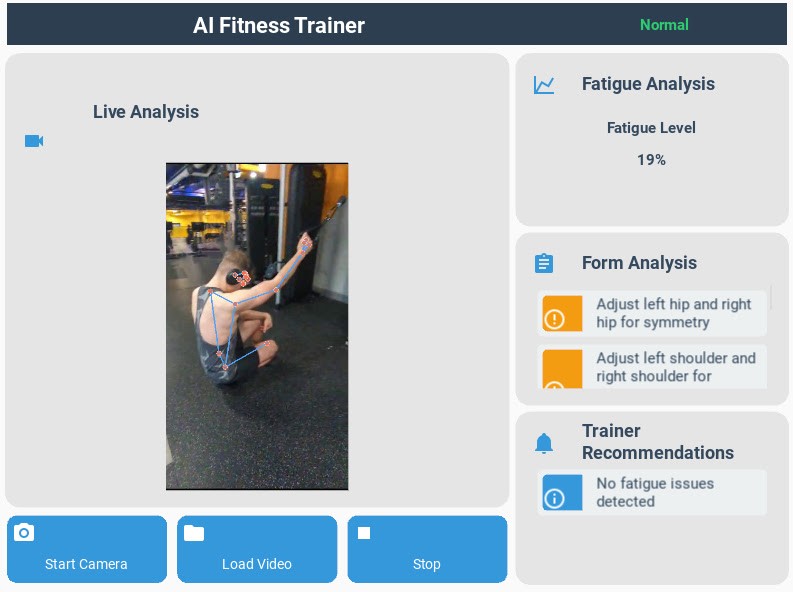 AI Fitness Trainer
Normal
Live Analysis
Fatigue Analysis
Fatigue Level
19%
Form Analysis
Adjust left hip and right
hip for symmetry
Adjust left shoulder and
right shoulder for
Trainer
Recommendations
No fatigue issues
detected
Start Camera
Load Video
Stop